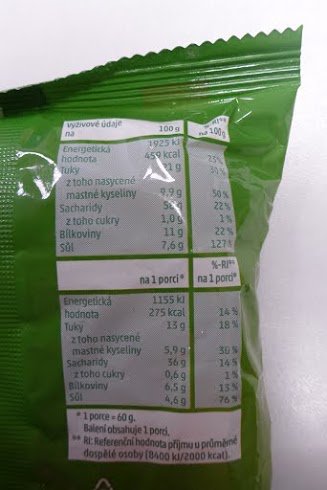 Výživové údaje na 100 g %-RI** na 100g
Energetická 1925 kJ
hodnota 459 kcal 23%
Tuky 21 g 30%
z toho nasycené
mastné kyseliny 9,9 g 50%
Sacharidy 22%
z toho cukry 1,0 g 1%
Bílkoviny 11 g 22%
Sůl 7,6 g 127%
na 1 porci* %-RI** na 1 porci*
Energetická 1155 kJ
hodnota 275 kcal 14%
Tuky 13 g 18%
z toho nasycené
mastné kyseliny 5,9 g 30%
Sacharidy 36 g 14%
z toho cukry 0,6 g 1%
Bílkoviny 6,5 g 13%
Sůl 4,6 g 76%
* 1 porce = 60 g.
Balení obsahuje 1 porci.
** RI: Referenční hodnota příjmu u průměrné
dospělé osoby (8400 kJ/2000 kcal).